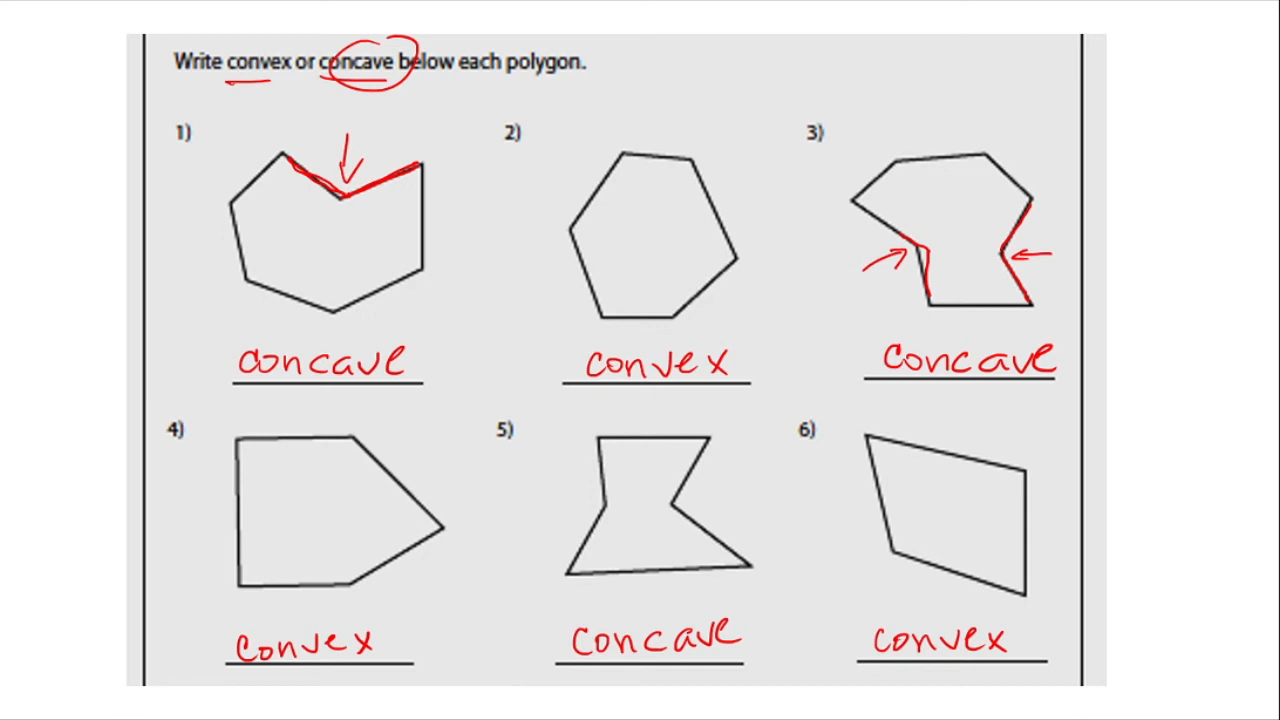 Write convex or concave below each polygon.
1) 2) 3)
concave convex concave
4) 5) 6)
convex concave convex